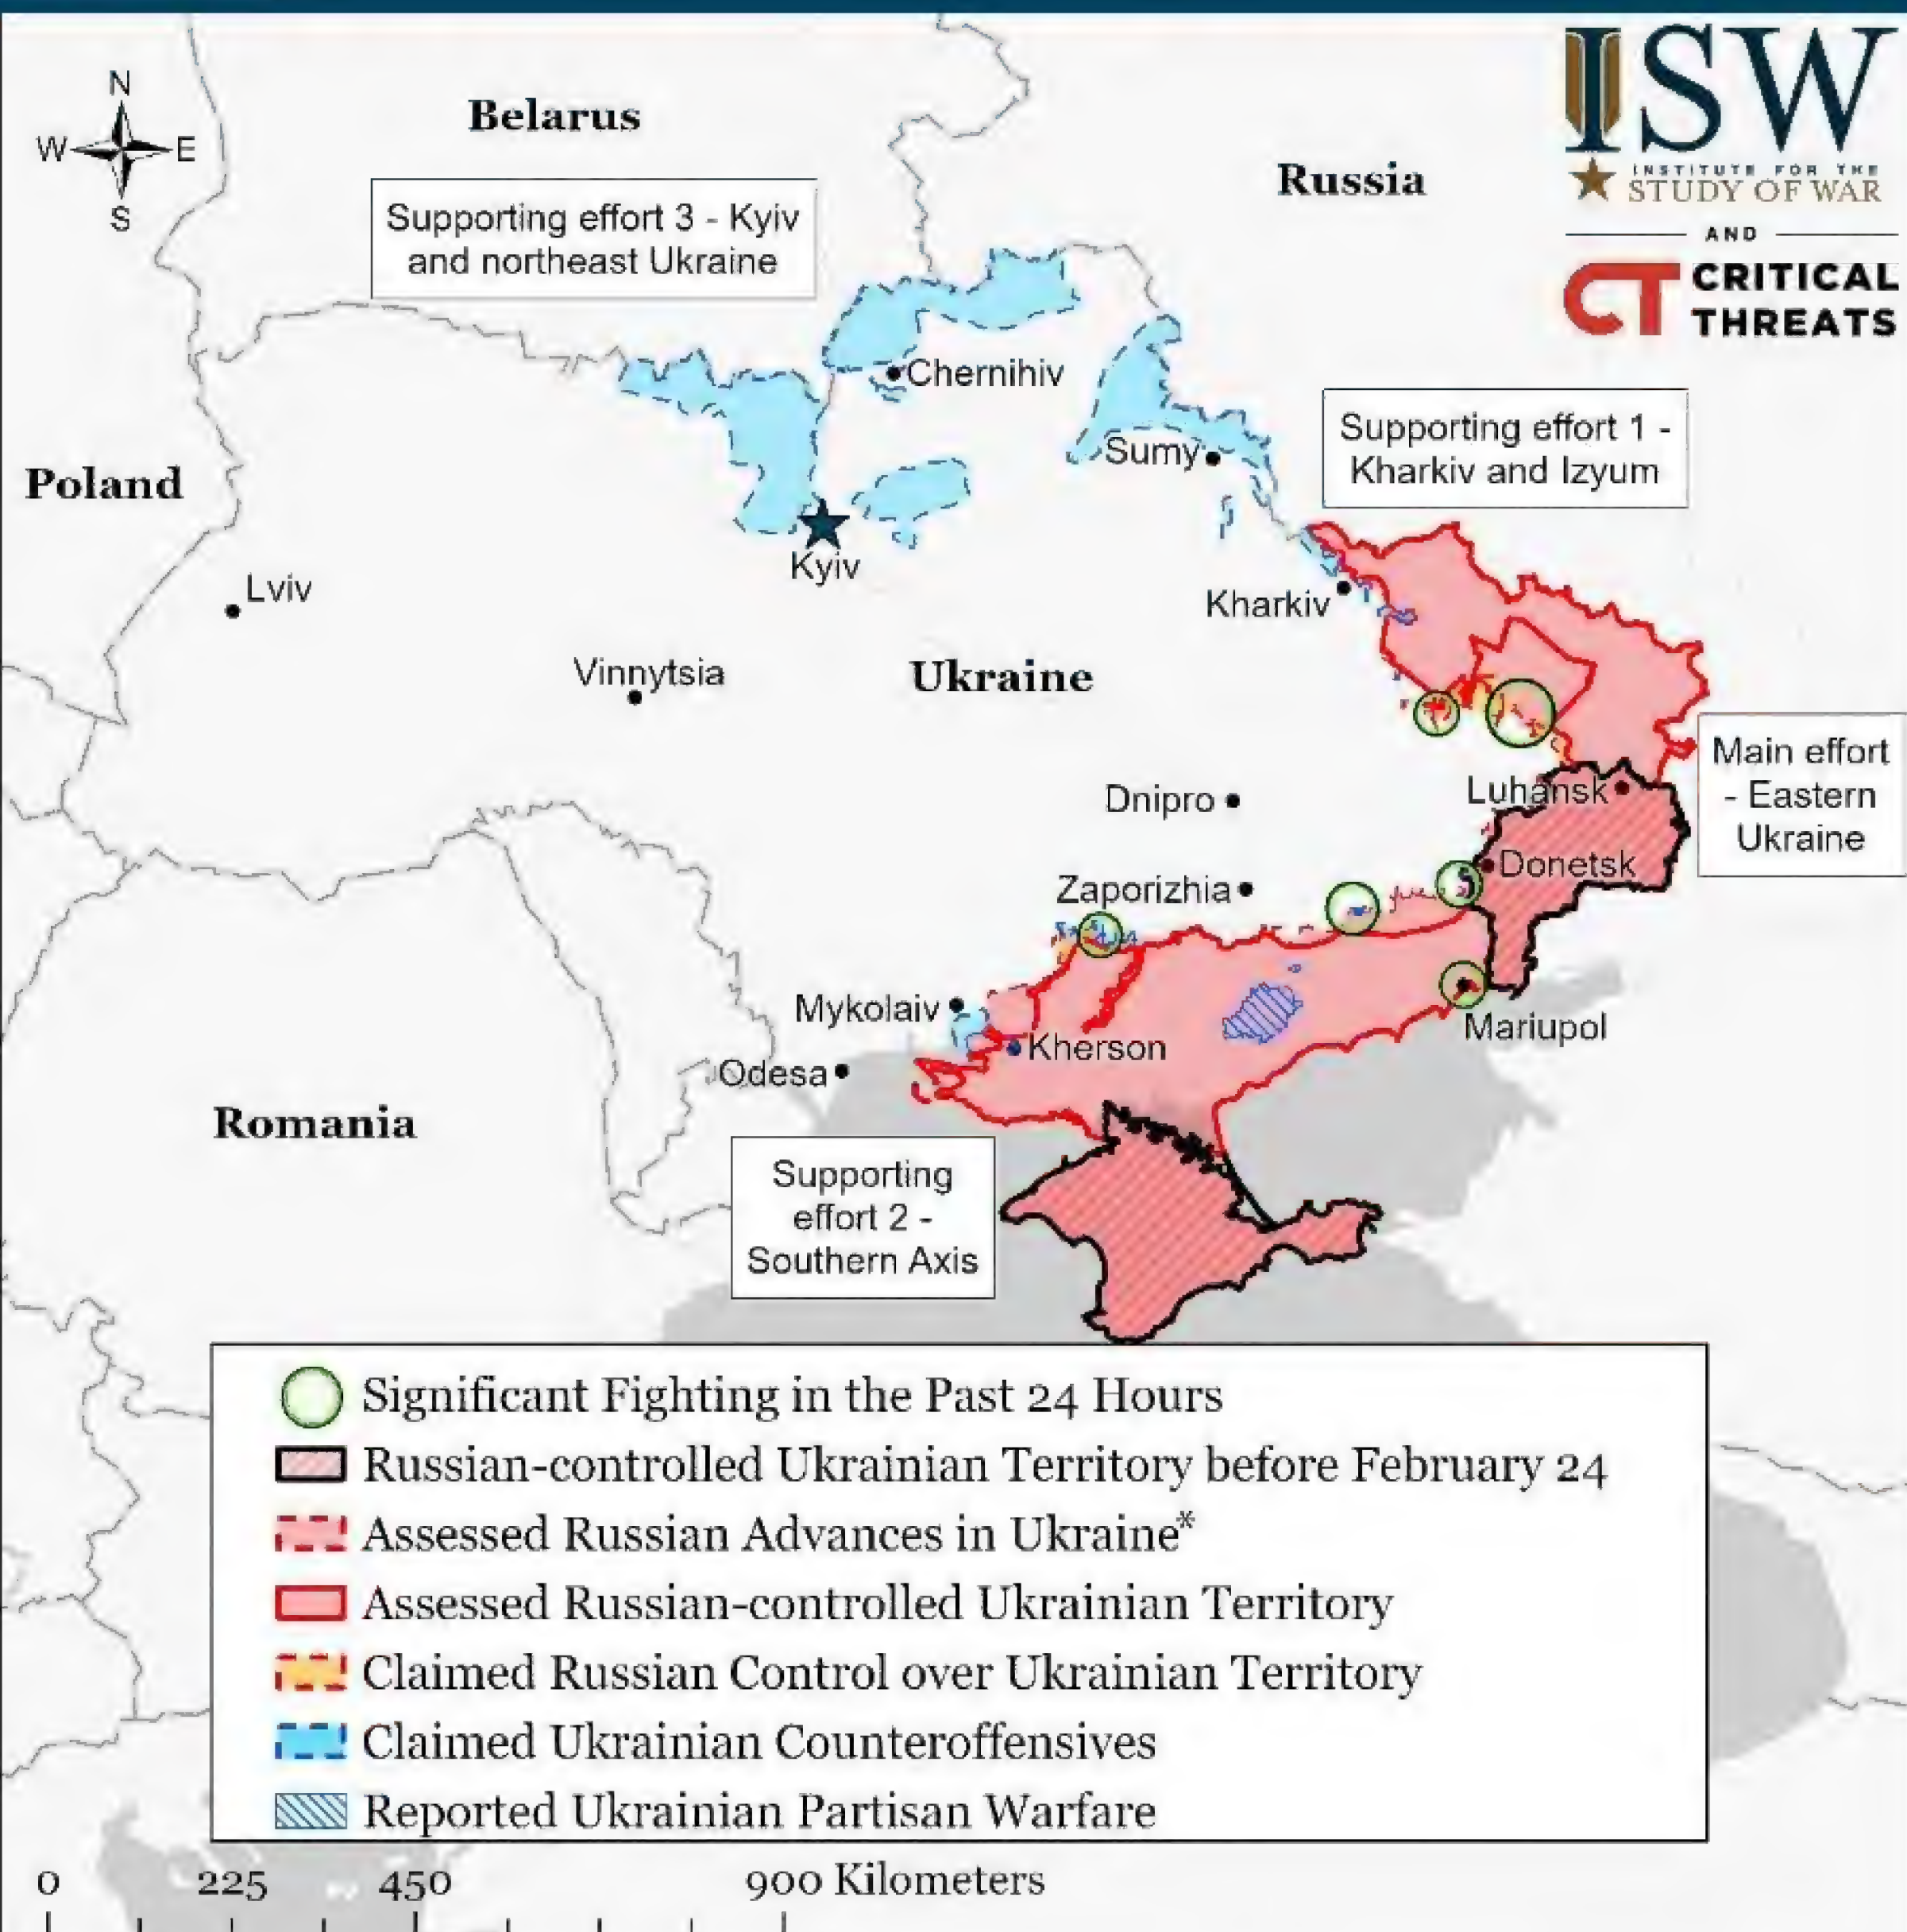 N
W E
S
Belarus
Russia
ISW
INSTITUTE FOR THE
STUDY OF WAR
AND
CT CRITICAL
THREATS
Supporting effort 3 - Kyiv
and northeast Ukraine
Chernihiv
Supporting effort 1 -
Kharkiv and Izyum
Sumy
Poland
Kyiv
Lviv
Kharkiv
Vinnytsia
Ukraine
Main effort
- Eastern
Ukraine
Dnipro
Luhansk
Donetsk
Zaporizhia
Mykolaiv
Mariupol
Kherson
Odesa
Romania
Supporting
effort 2 -
Southern Axis
Significant Fighting in the Past 24 Hours
Russian-controlled Ukrainian Territory before February 24
Assessed Russian Advances in Ukraine*
Assessed Russian-controlled Ukrainian Territory
Claimed Russian Control over Ukrainian Territory
Claimed Ukrainian Counteroffensives
Reported Ukrainian Partisan Warfare
0 225 450 900 Kilometers